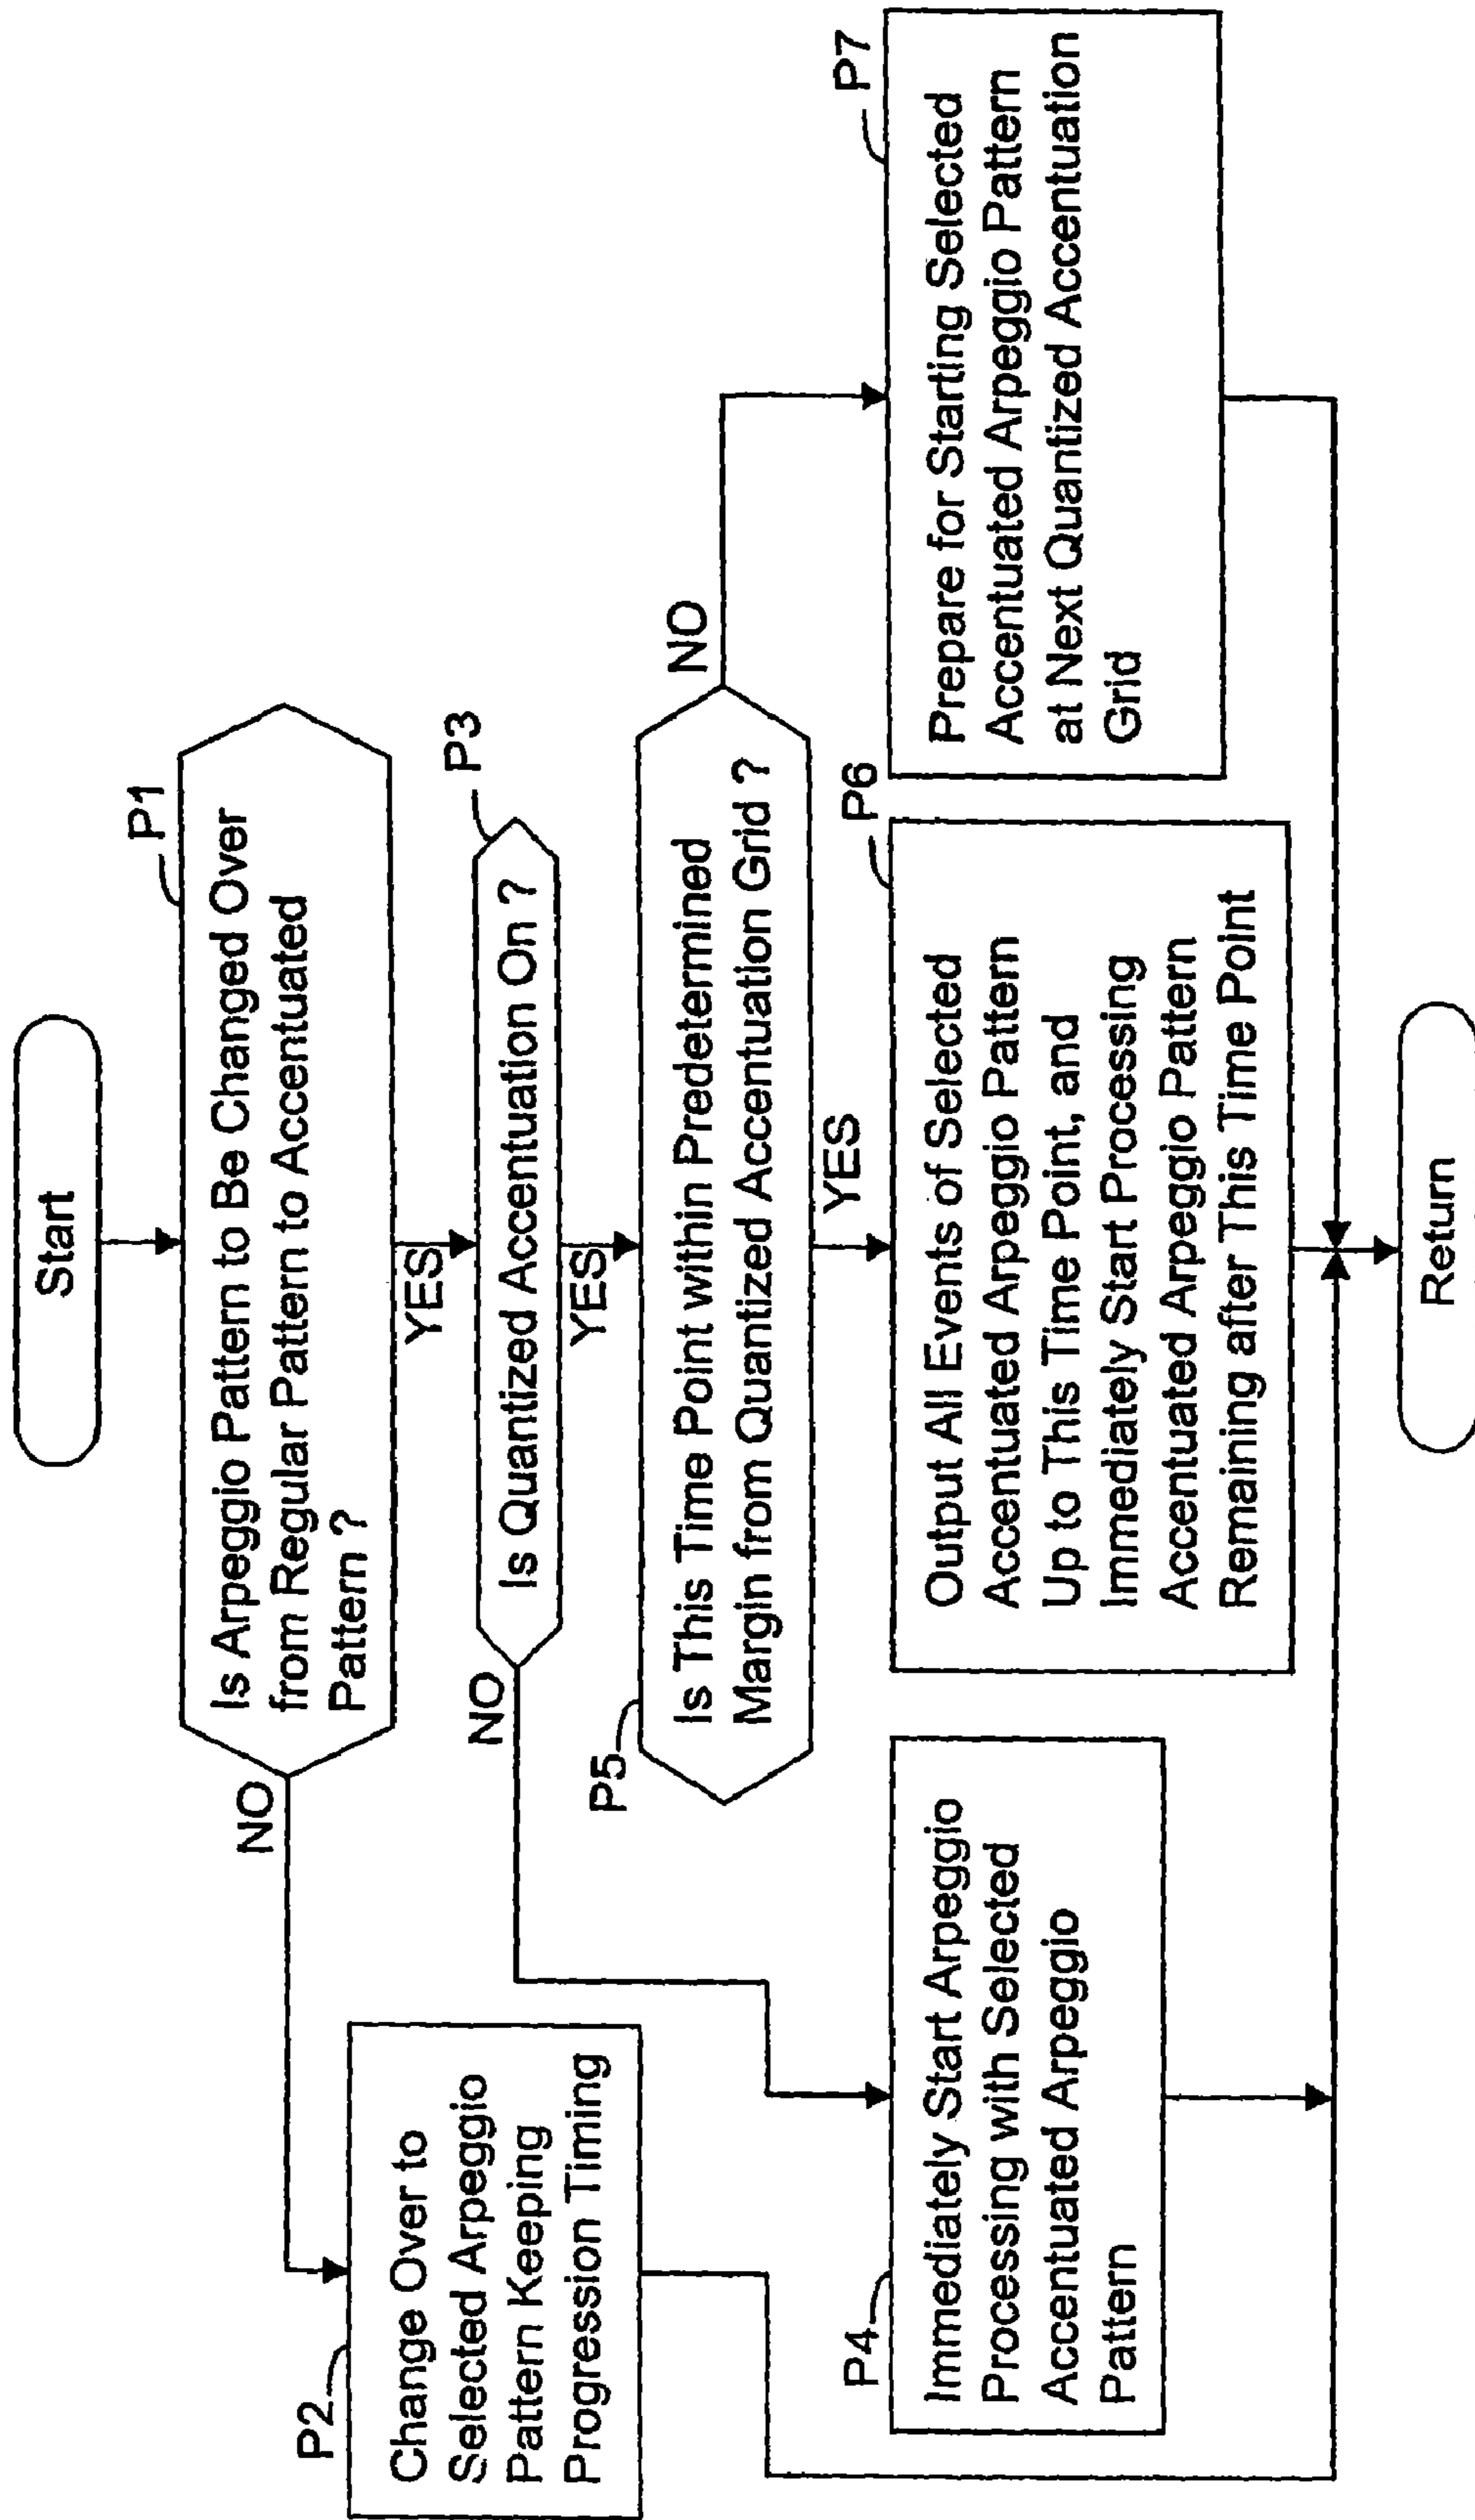 Start
P1
Is Arpeggio Pattern to Be Changed Over
from Regular Pattern to Accentuated
Pattern ?
NO
YES
P2
Change Over to
Selected Arpeggio
Pattern Keeping
Progression Timing
P3
Is Quantized Accentuation On ?
NO
YES
P5
Is This Time Point within Predetermined
Margin from Quantized Accentuation Grid ?
NO
YES
P4
Immediately Start Arpeggio
Processing with Selected
Accentuated Arpeggio
Pattern
P6
Output All Events of Selected
Accentuated Arpeggio Pattern
Up to This Time Point, and
Immediately Start Processing
Accentuated Arpeggio Pattern
Remaining after This Time Point
P7
Prepare for Starting Selected
Accentuated Arpeggio Pattern
at Next Quantized Accentuation
Grid
Return